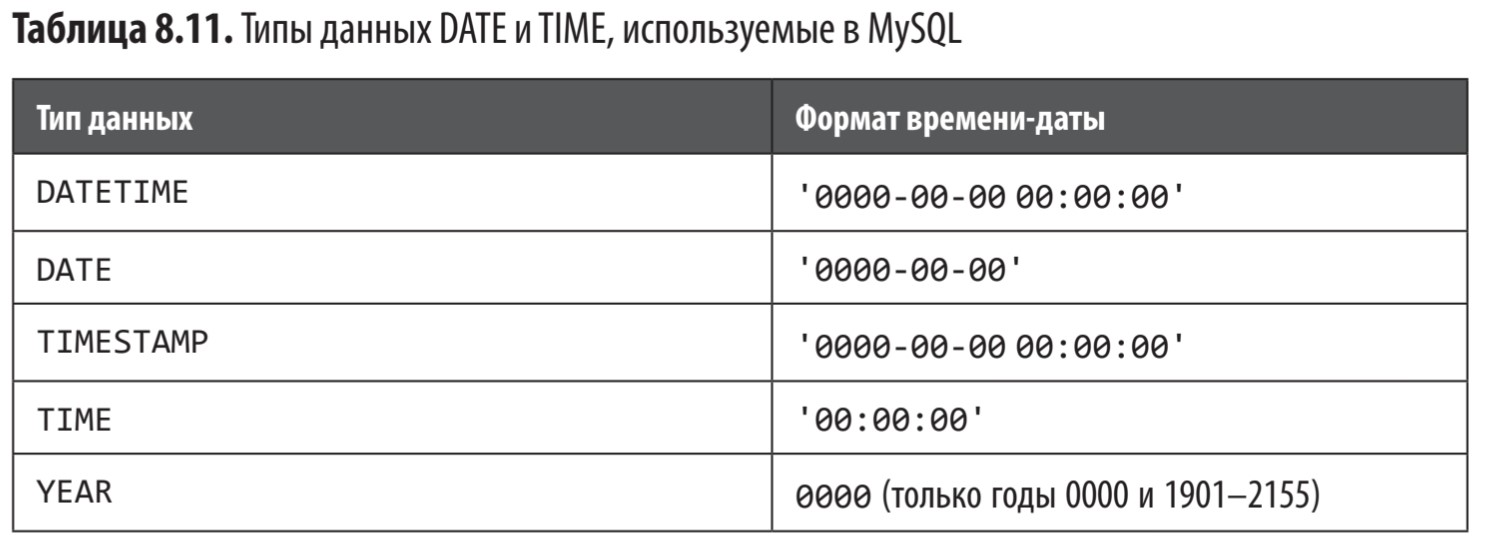 Таблица 8.11. Типы данных DATE и TIME, используемые в MySQL
Тип данных Формат времени-даты
DATETIME '0000-00-00 00:00:00'
DATE '0000-00-00'
TIMESTAMP '0000-00-00 00:00:00'
TIME '00:00:00'
YEAR 0000 (только годы 0000 и 1901–2155)